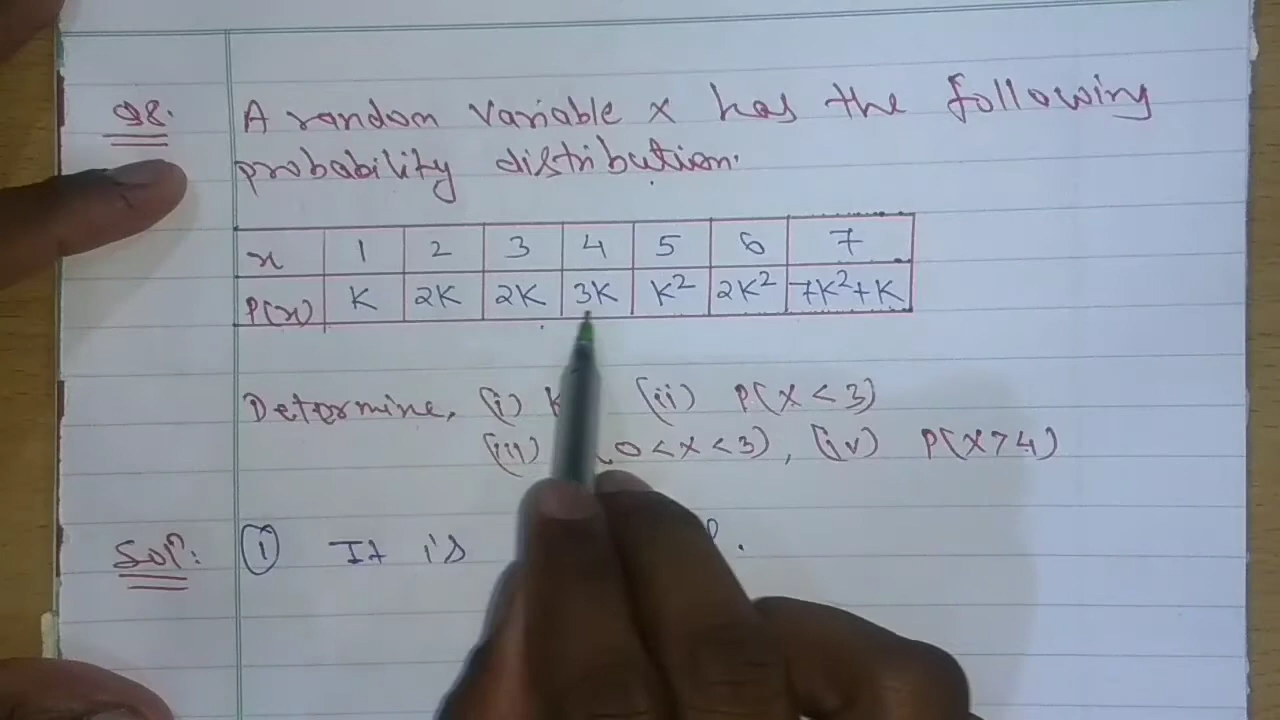 Q8. A random variable X has the following
probability distribution.
x 1 2 3 4 5 6 7
P(x) K 2K 2K 3K K² 2K² 7K²+K
Determine, (i) K (ii) P(X<3)
(iii) 0<X<3), (iv) P(X>4)
Solⁿ: (i) It is